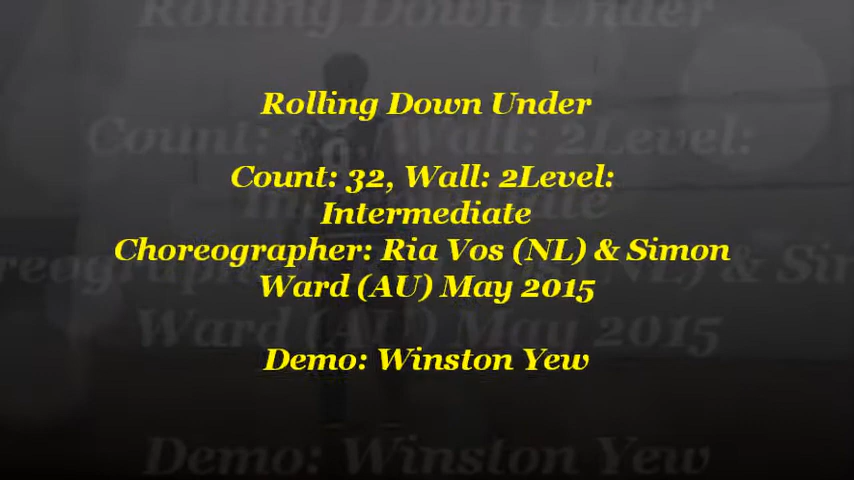 Rolling Down Under
Count: 32, Wall: 2Level:
Intermediate
Choreographer: Ria Vos (NL) & Simon
Ward (AU) May 2015
Demo: Winston Yew